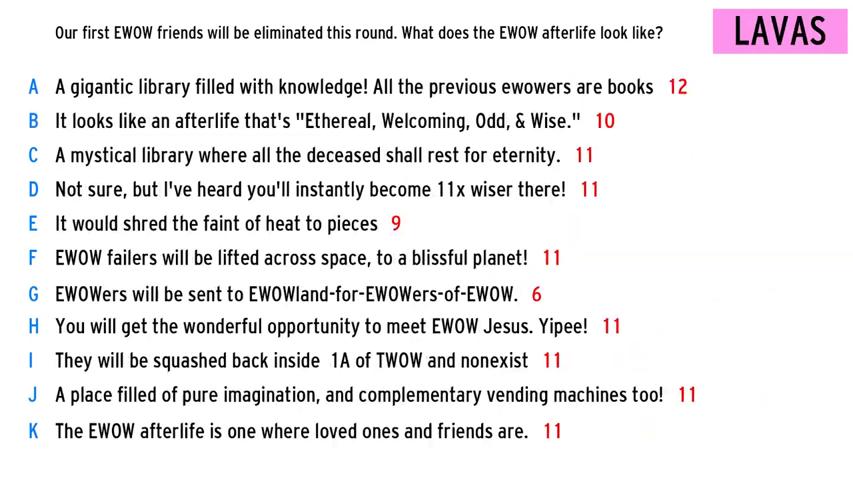 Our first EWOW friends will be eliminated this round. What does the EWOW afterlife look like?
LAVAS
A A gigantic library filled with knowledge! All the previous ewowers are books 12
B It looks like an afterlife that's "Ethereal, Welcoming, Odd, & Wise." 10
C A mystical library where all the deceased shall rest for eternity. 11
D Not sure, but I've heard you'll instantly become 11x wiser there! 11
E It would shred the faint of heat to pieces 9
F EWOW failers will be lifted across space, to a blissful planet! 11
G EWOWers will be sent to EWOWland-for-EWOWers-of-EWOW. 6
H You will get the wonderful opportunity to meet EWOW Jesus. Yipee! 11
I They will be squashed back inside 1A of TWOW and nonexist 11
J A place filled of pure imagination, and complementary vending machines too! 11
K The EWOW afterlife is one where loved ones and friends are. 11